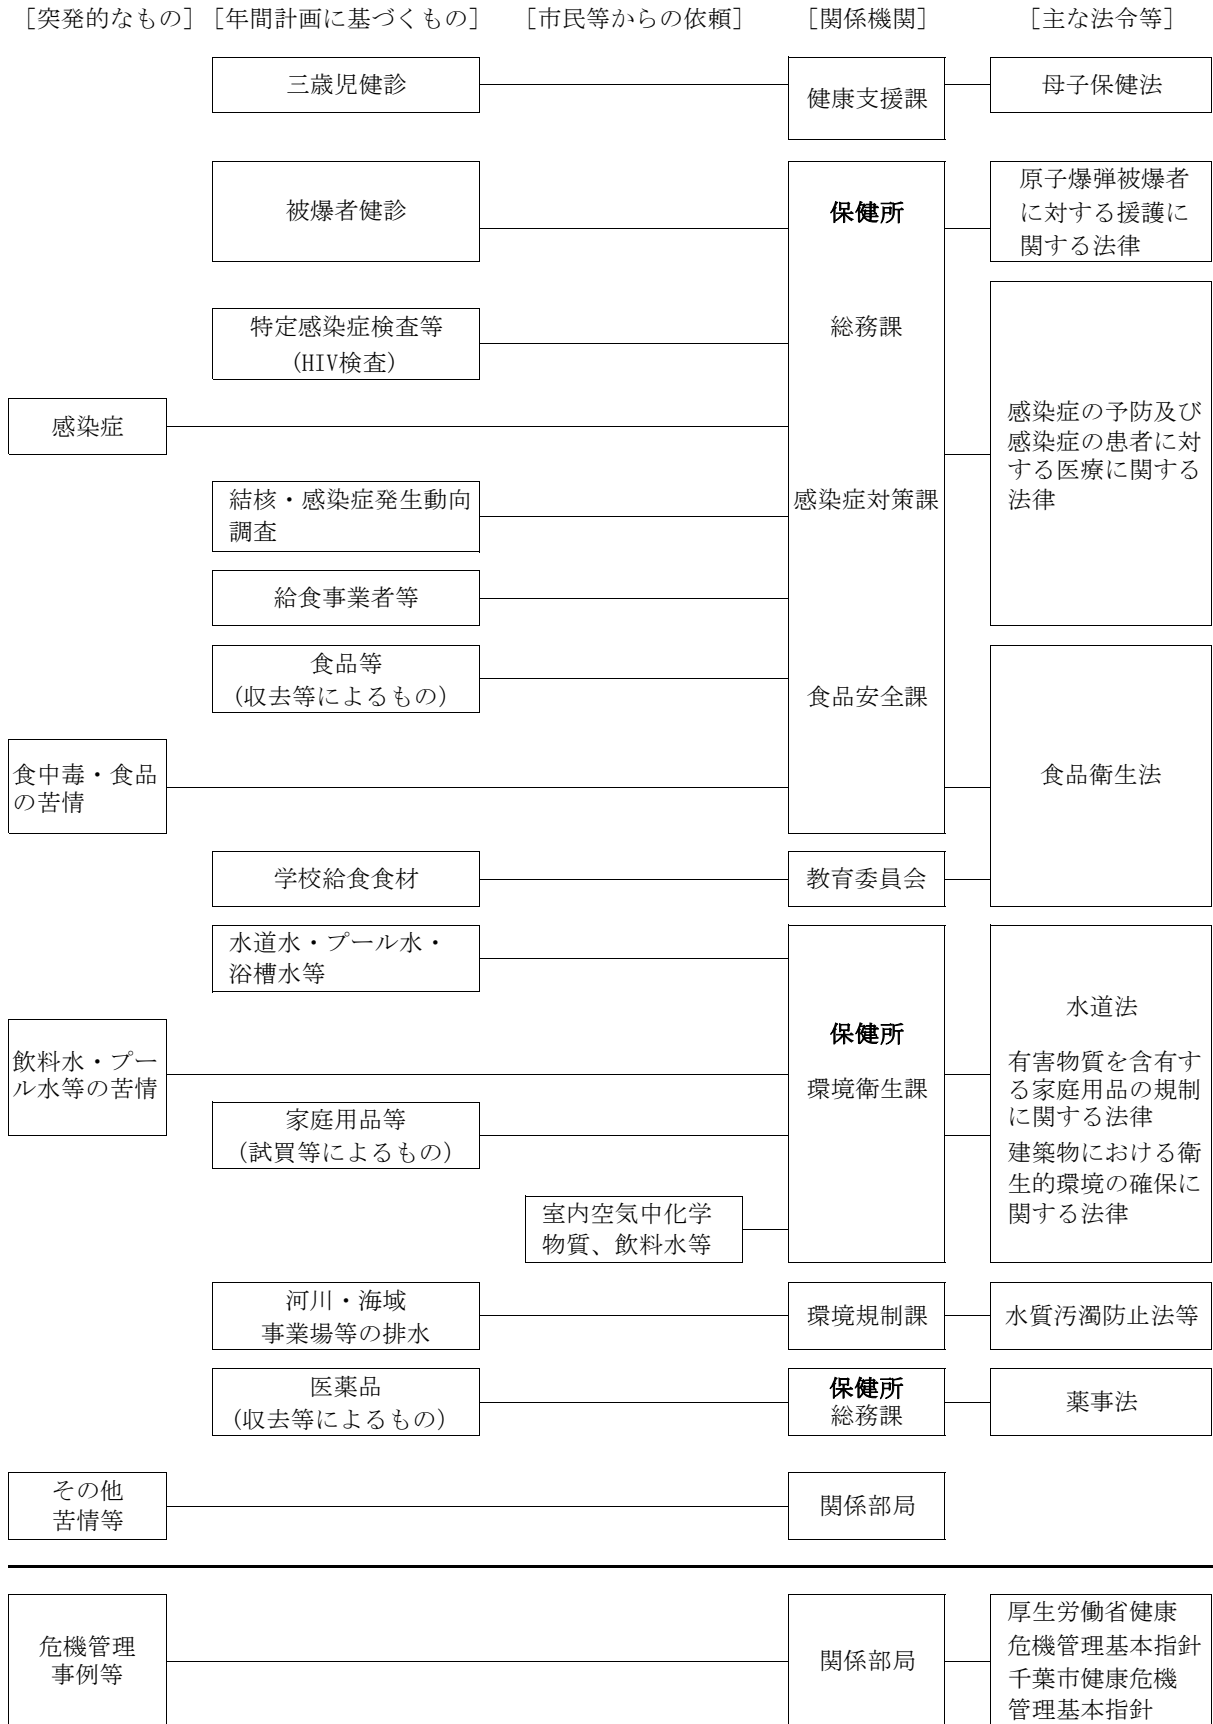 ［突発的なもの］
［年間計画に基づくもの］
［市民等からの依頼］
［関係機関］
［主な法令等］
三歳児健診
健康支援課
母子保健法
被爆者健診
保健所
原子爆弾被爆者
に対する援護に
関する法律
特定感染症検査等
（HIV検査）
総務課
感染症
感染症の予防及び
感染症の患者に対
する医療に関する
法律
結核・感染症発生動向
調査
感染症対策課
給食事業者等
食品等
（収去等によるもの）
食品安全課
食中毒・食品
の苦情
食品衛生法
学校給食食材
教育委員会
水道水・プール水・
浴槽水等
飲料水・プー
ル水等の苦情
保健所
環境衛生課
水道法
有害物質を含有す
る家庭用品の規制
に関する法律
建築物における衛
生的環境の確保に
関する法律
家庭用品等
（試買等によるもの）
室内空気中化学
物質、飲料水等
河川・海域
事業場等の排水
環境規制課
水質汚濁防止法等
医薬品
（収去等によるもの）
保健所
総務課
薬事法
その他
苦情等
関係部局
危機管理
事例等
関係部局
厚生労働省健康
危機管理基本指針
千葉市健康危機
管理基本指針